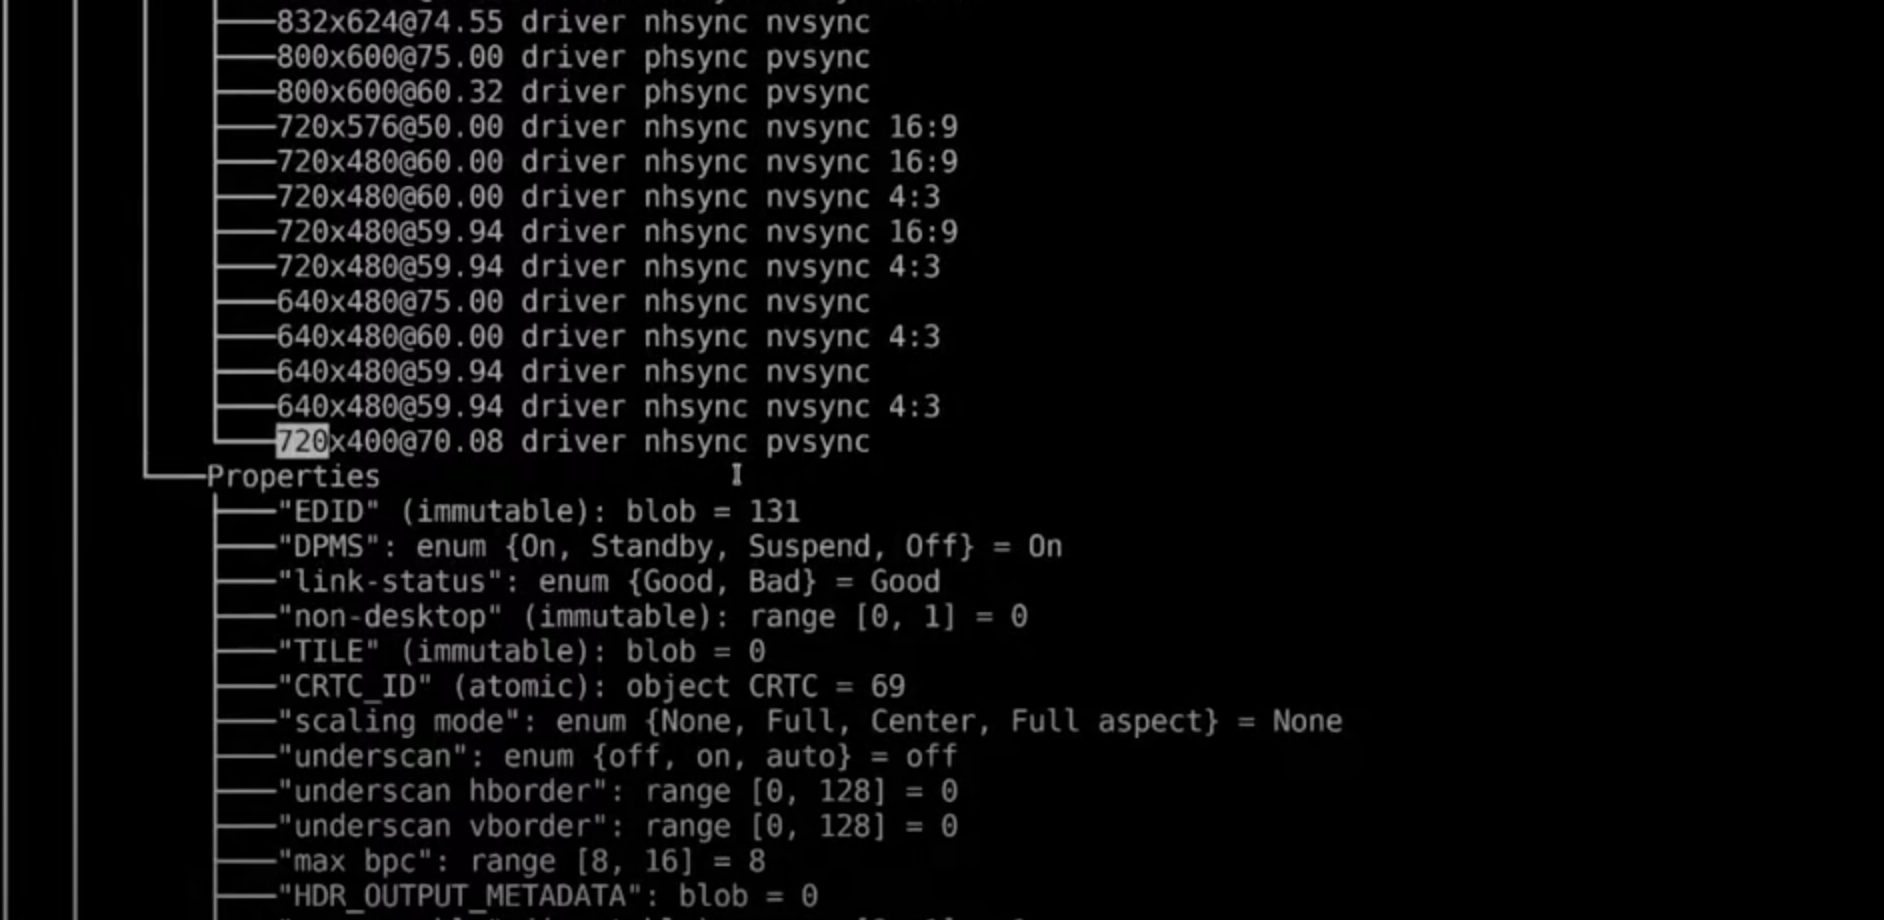 832x624@74.55 driver nhsync nvsync
800x600@75.00 driver phsync pvsync
800x600@60.32 driver phsync pvsync
720x576@50.00 driver nhsync nvsync 16:9
720x480@60.00 driver nhsync nvsync 16:9
720x480@60.00 driver nhsync nvsync 4:3
720x480@59.94 driver nhsync nvsync 16:9
720x480@59.94 driver nhsync nvsync 4:3
640x480@75.00 driver nhsync nvsync
640x480@60.00 driver nhsync nvsync 4:3
640x480@59.94 driver nhsync nvsync
640x480@59.94 driver nhsync nvsync 4:3
720x400@70.08 driver nhsync pvsync
Properties
"EDID" (immutable): blob = 131
"DPMS": enum {On, Standby, Suspend, Off} = On
"link-status": enum {Good, Bad} = Good
"non-desktop" (immutable): range [0, 1] = 0
"TILE" (immutable): blob = 0
"CRTC_ID" (atomic): object CRTC = 69
"scaling mode": enum {None, Full, Center, Full aspect} = None
"underscan": enum {off, on, auto} = off
"underscan hborder": range [0, 128] = 0
"underscan vborder": range [0, 128] = 0
"max bpc": range [8, 16] = 8
"HDR_OUTPUT_METADATA": blob = 0